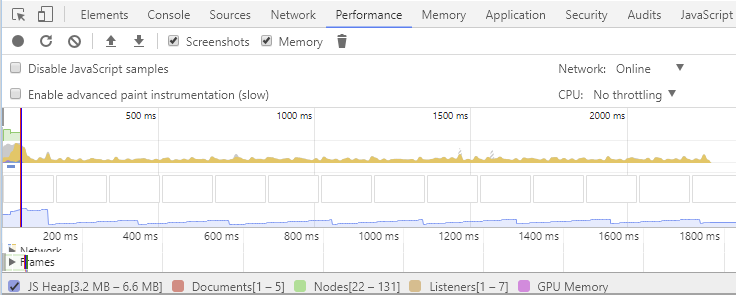 Elements Console Sources Network Performance Memory Application Security Audits JavaScript
Screenshots Memory
Disable JavaScript samples Network: Online
Enable advanced paint instrumentation (slow) CPU: No throttling
500 ms 1000 ms 1500 ms 2000 ms
200 ms 400 ms 600 ms 800 ms 1000 ms 1200 ms 1400 ms 1600 ms 1800 ms
Network
Frames
JS Heap[3.2 MB – 6.6 MB] Documents[1 – 5] Nodes[22 – 131] Listeners[1 – 7] GPU Memory